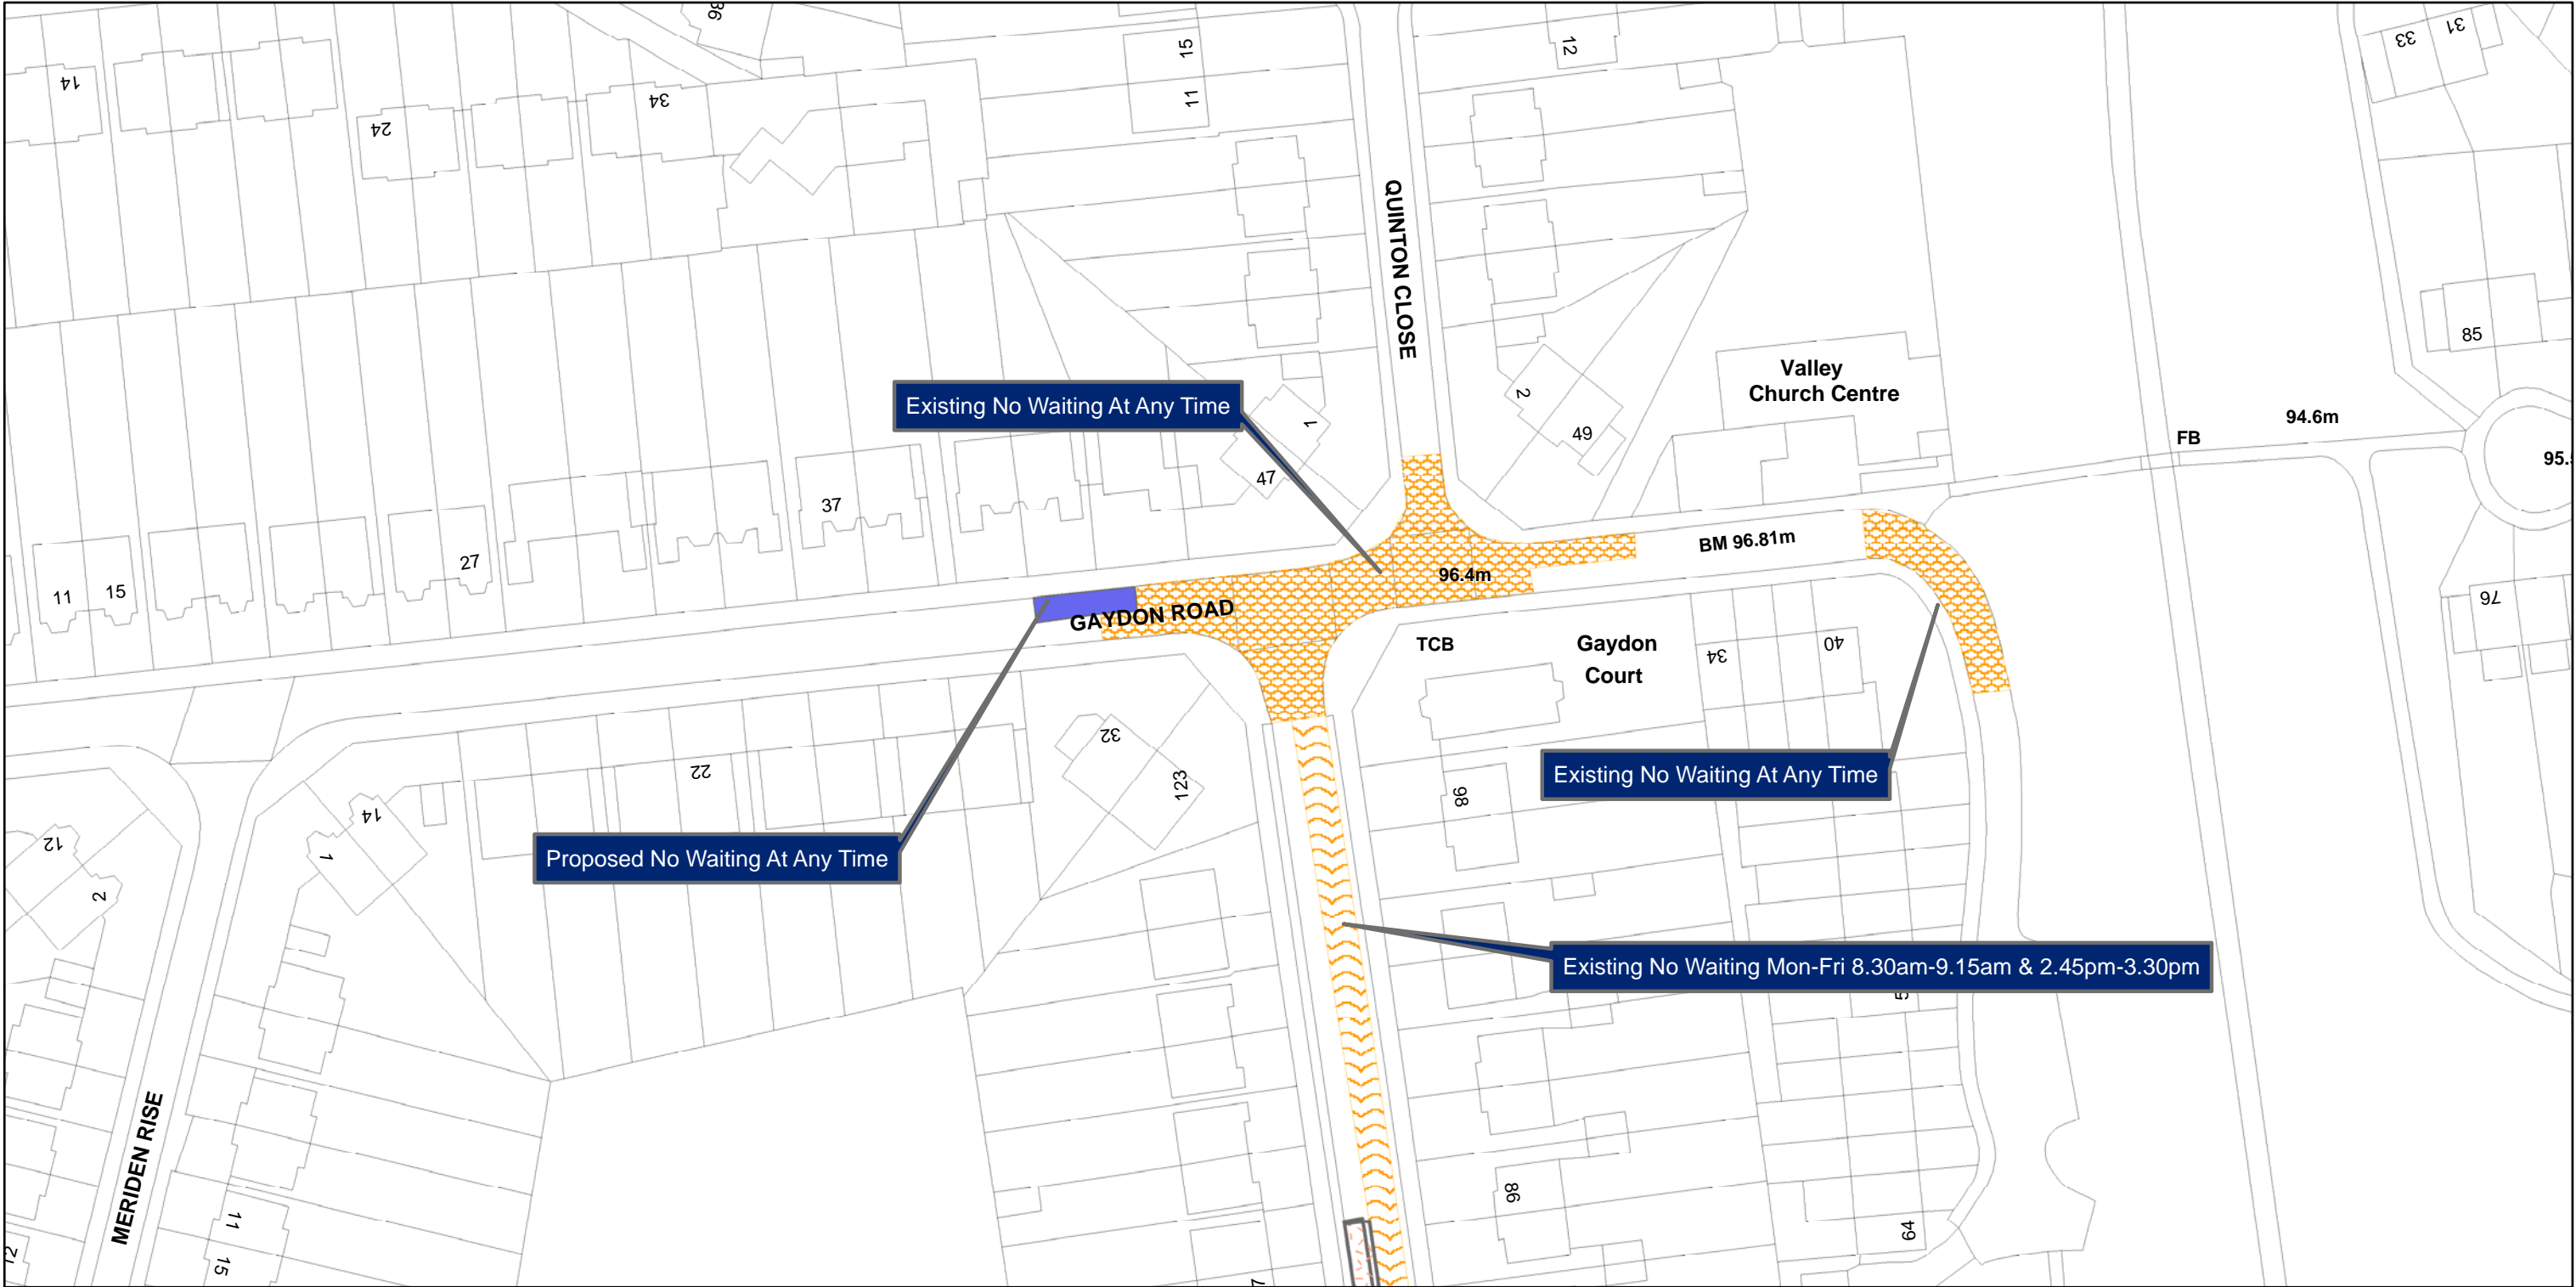 98
15
12
33
31
14
11
24
34
QUINTON CLOSE
85
Valley
Church Centre
94.6m
FB
95.
Existing No Waiting At Any Time
1
2
49
47
37
BM 96.81m
27
96.4m
11
15
GAYDON ROAD
76
TCB
Gaydon
Court
34
40
32
123
22
Existing No Waiting At Any Time
98
14
1
12
2
Proposed No Waiting At Any Time
Existing No Waiting Mon-Fri 8.30am-9.15am & 2.45pm-3.30pm
5
MERIDEN RISE
86
64
11
15